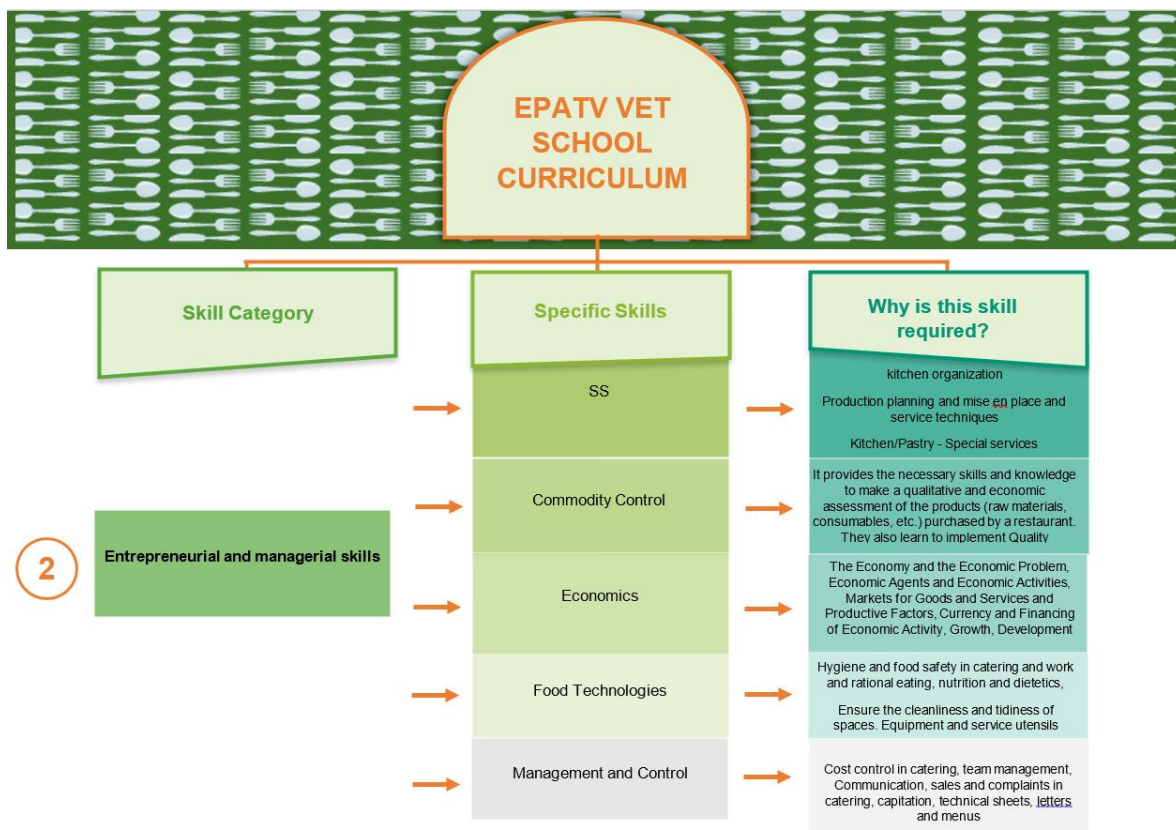 EPATV VET
SCHOOL
CURRICULUM
Skill Category
Specific Skills
Why is this skill
required?
2
Entrepreneurial and managerial skills
SS
kitchen organization
Production planning and mise en place and
service techniques
Kitchen/Pastry - Special services
Commodity Control
It provides the necessary skills and knowledge
to make a qualitative and economic
assessment of the products (raw materials,
consumables, etc.) purchased by a restaurant.
They also learn to implement Quality
Economics
The Economy and the Economic Problem,
Economic Agents and Economic Activities,
Markets for Goods and Services and
Productive Factors, Currency and Financing
of Economic Activity, Growth, Development
Food Technologies
Hygiene and food safety in catering and work
and rational eating, nutrition and dietetics,
Ensure the cleanliness and tidiness of
spaces. Equipment and service utensils
Management and Control
Cost control in catering, team management,
Communication, sales and complaints in
catering, capitation, technical sheets, letters
and menus